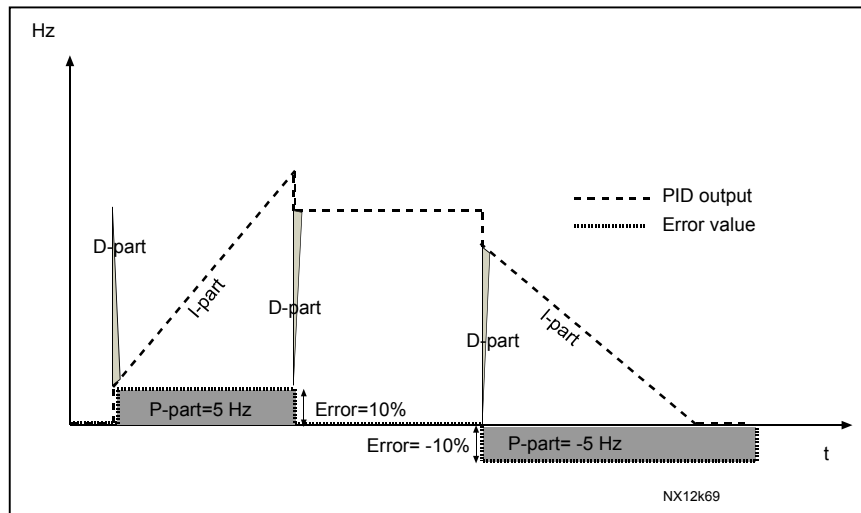 Hz
PID output
Error value
D-part
I-part
D-part
D-part
I-part
P-part=5 Hz
Error=10%
Error= -10%
P-part= -5 Hz
t
NX12k69